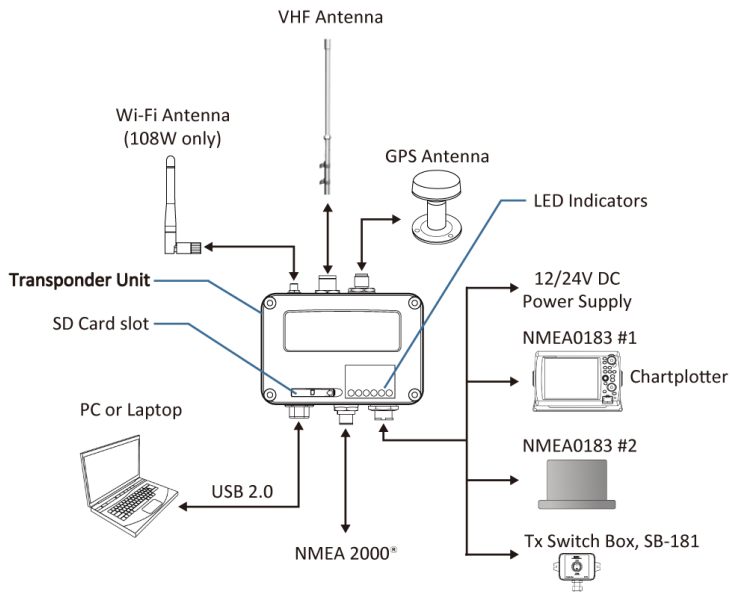 VHF Antenna
Wi-Fi Antenna
(108W only)
GPS Antenna
LED Indicators
Transponder Unit
SD Card slot
12/24V DC
Power Supply
NMEA0183 #1
Chartplotter
PC or Laptop
USB 2.0
NMEA 2000®
NMEA0183 #2
Tx Switch Box, SB-181